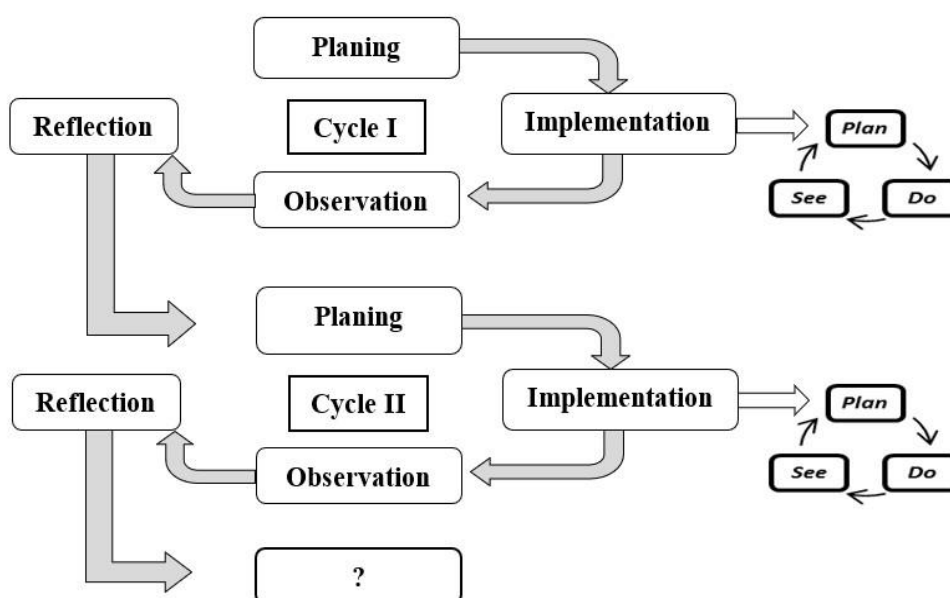 Planing
Reflection
Cycle I
Implementation
Plan
Observation
See
Do
Planing
Reflection
Cycle II
Implementation
Plan
Observation
See
Do
?